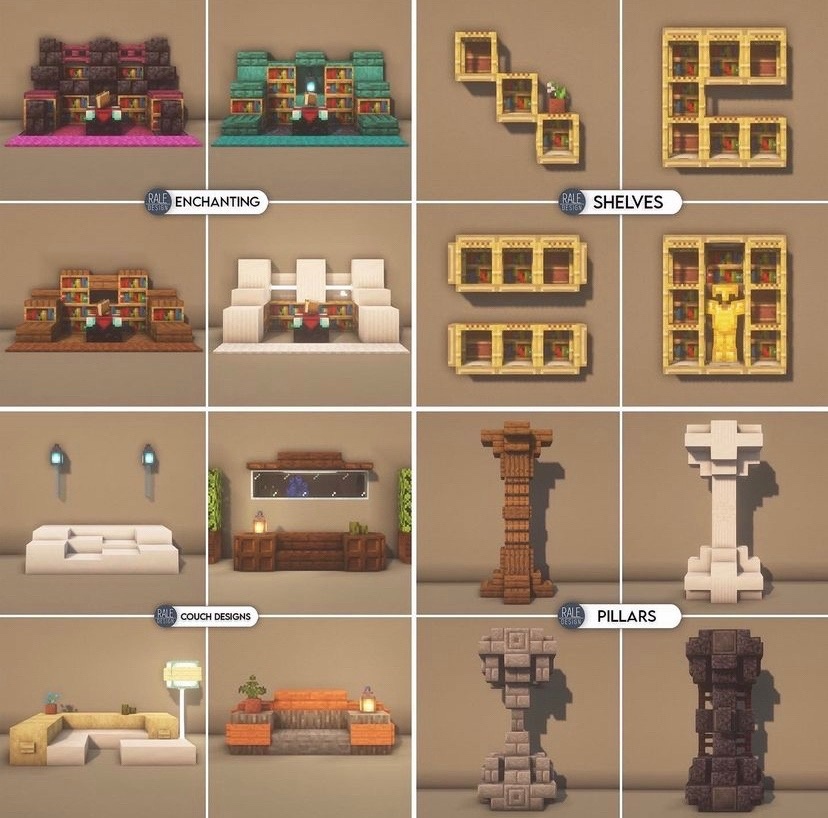 RALE
DESIGN
ENCHANTING
RALE
DESIGN
SHELVES
RALE
DESIGN
COUCH DESIGNS
RALE
DESIGN
PILLARS